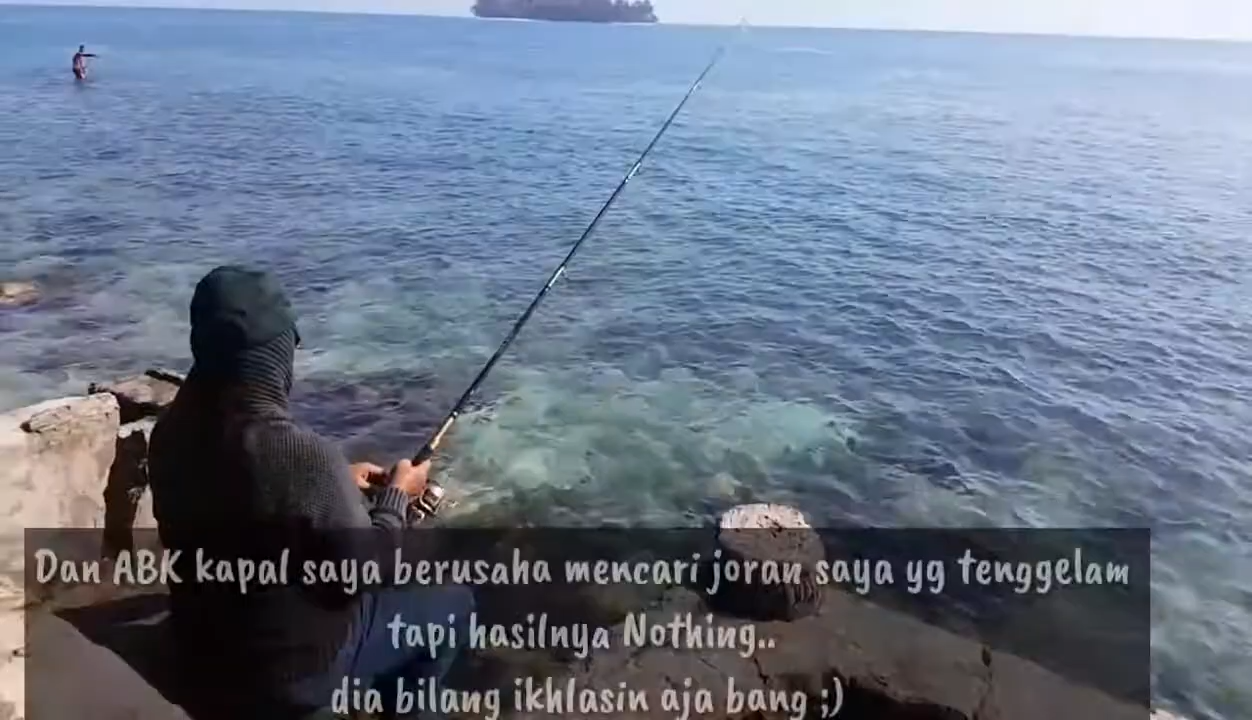 Dan ABK kapal saya berusaha mencari joran saya yg tenggelam
tapi hasilnya Nothing..
dia bilang ikhlasin aja bang ;)